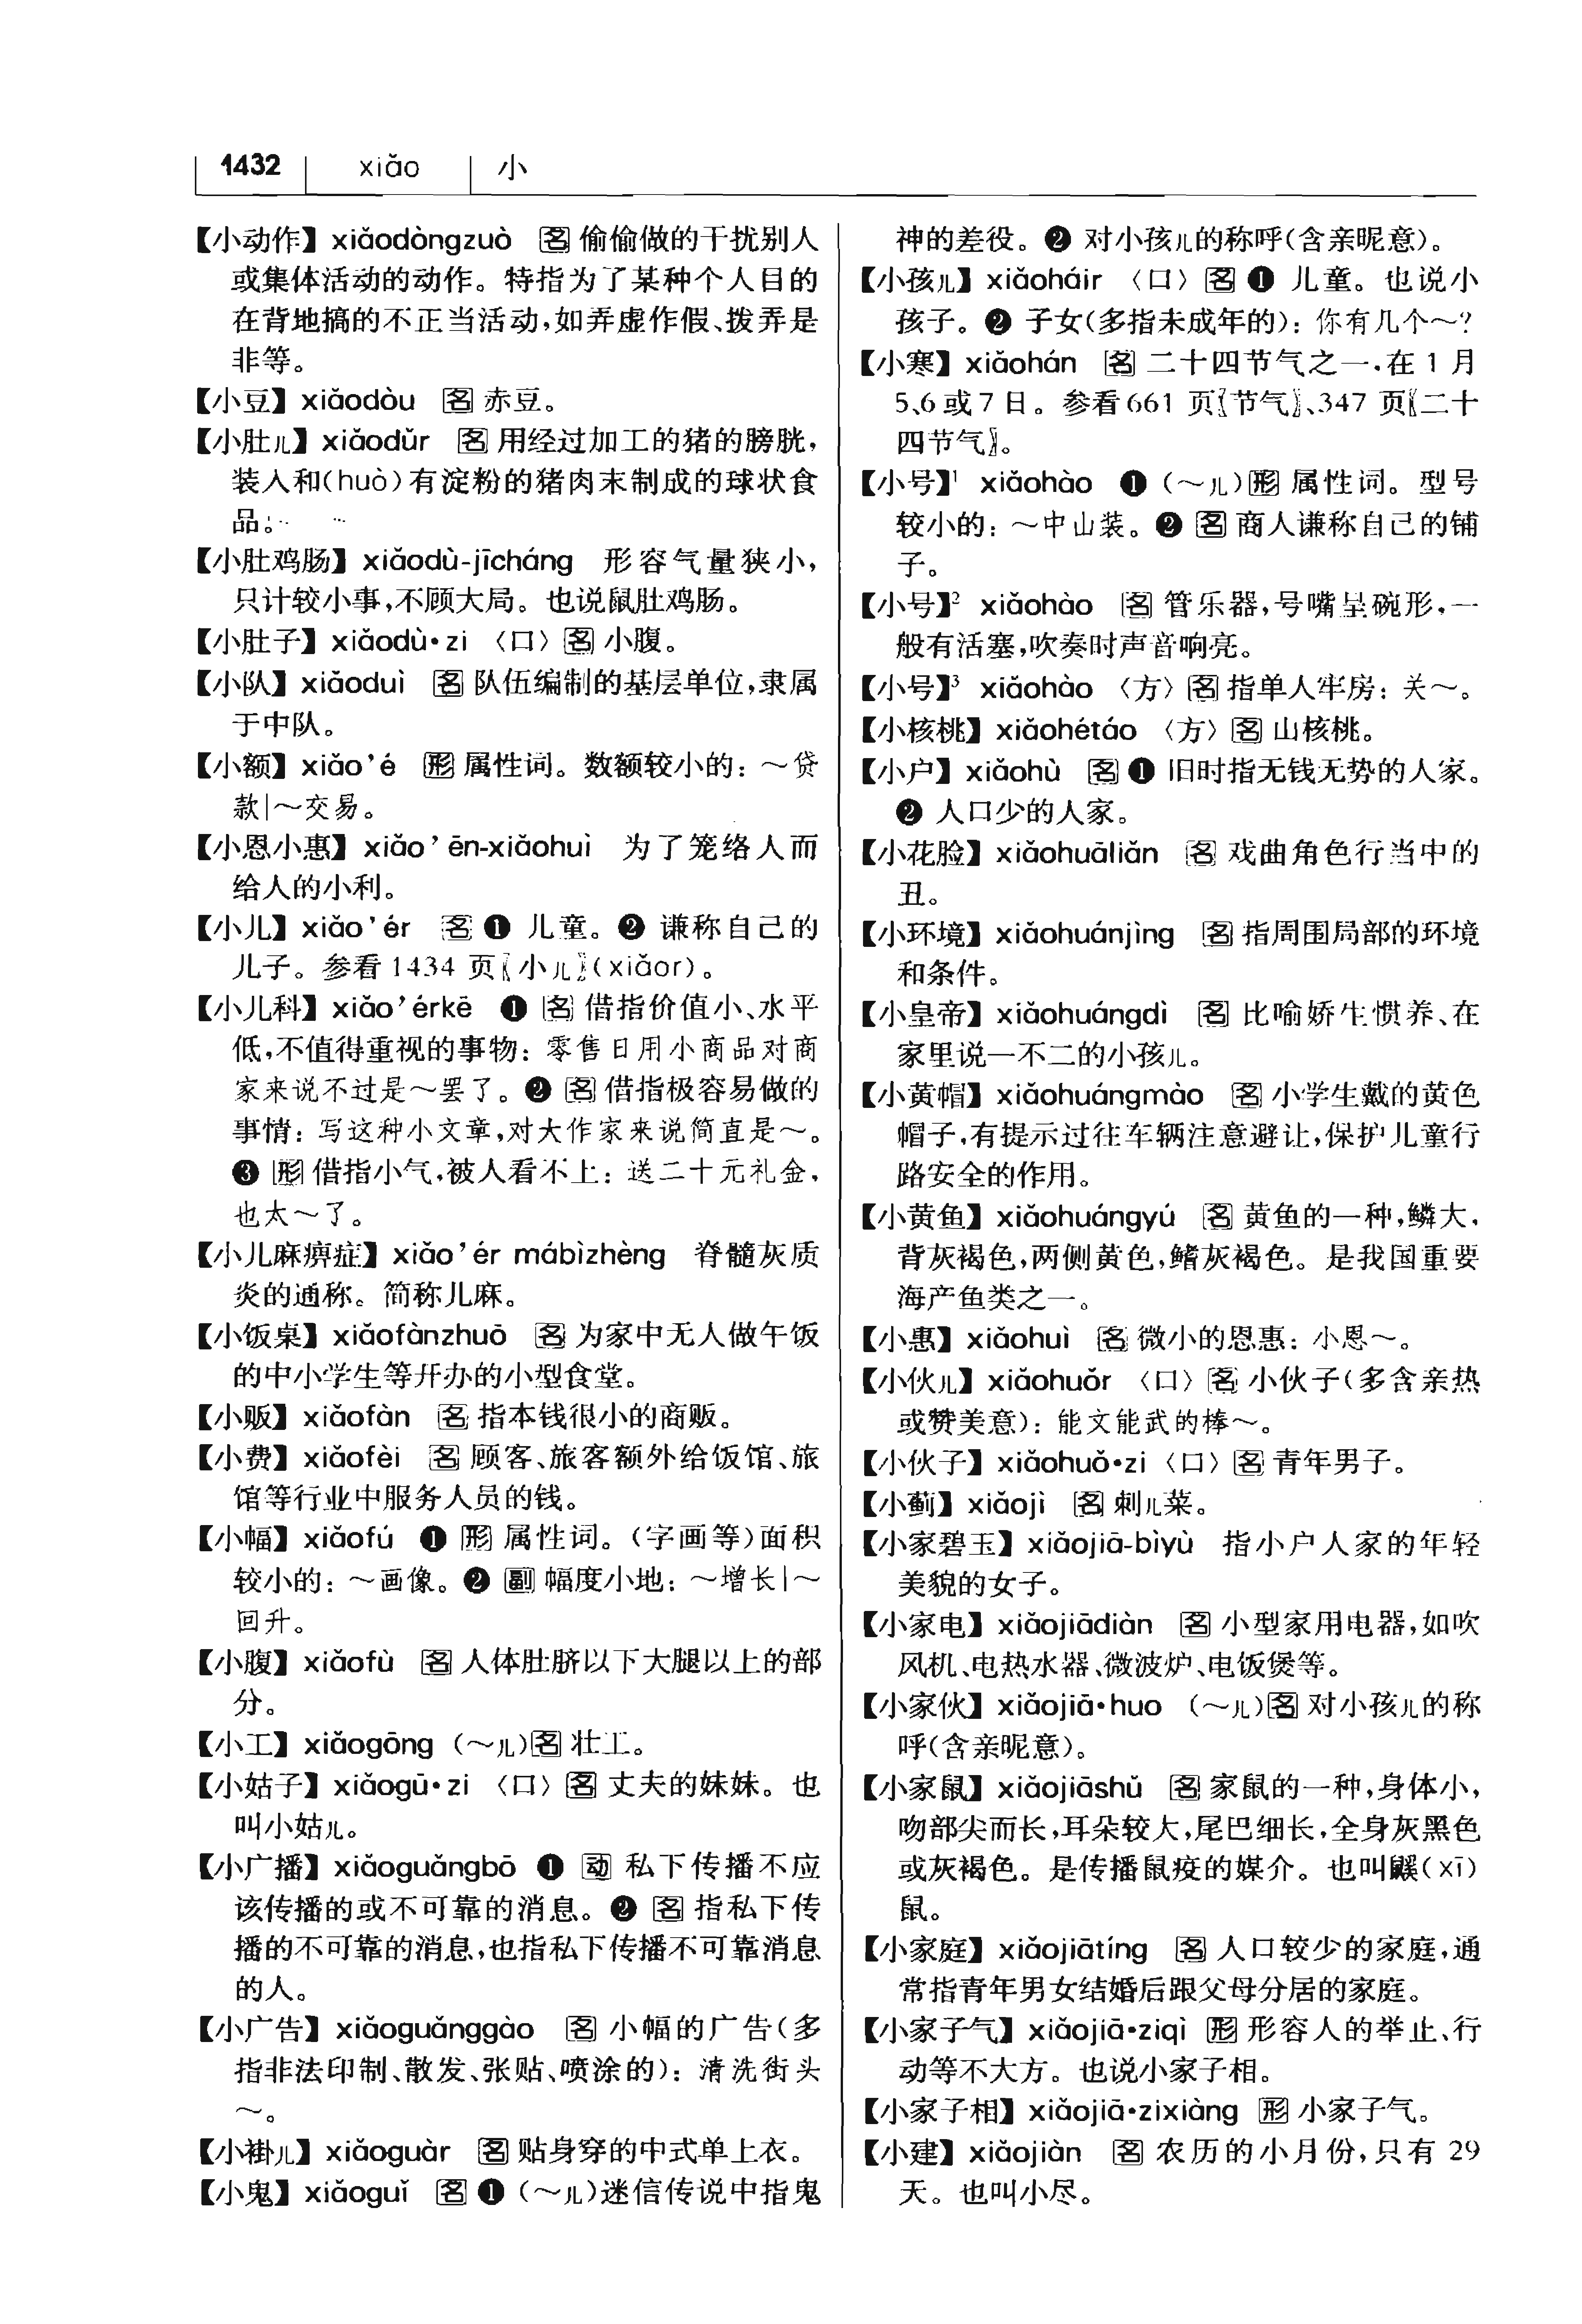 1432 xiǎo 小
【小动作】xiǎodòngzuò 名 偷偷做的干扰别人
或集体活动的动作。特指为了某种个人目的
在背地搞的不正当活动,如弄虚作假、拨弄是
非等。
【小豆】xiǎodòu 名 赤豆。
【小肚儿】xiǎodǔr 名 用经过加工的猪的膀胱,
装入和(huò)有淀粉的猪肉末制成的球状食
品。
【小肚鸡肠】xiǎodù-jīcháng 形容气量狭小,
只计较小事,不顾大局。也说鼠肚鸡肠。
【小肚子】xiǎodù•zi 〈口〉名 小腹。
【小队】xiǎoduì 名 队伍编制的基层单位,隶属
于中队。
【小额】xiǎo’é 形 属性词。数额较小的：～贷
款|～交易。
【小恩小惠】xiǎo’ēn-xiǎohuì 为了笼络人而
给人的小利。
【小儿】xiǎo’ér 名 ❶ 儿童。❷ 谦称自己的
儿子。参看1434 页〖小儿〗(xiǎor)。
【小儿科】xiǎo’érkē ❶ 名 借指价值小、水平
低,不值得重视的事物：零售日用小商品对商
家来说不过是～罢了。❷ 名 借指极容易做的
事情：写这种小文章,对大作家来说简直是～。
❸ 形 借指小气,被人看不上：送二十元礼金,
也太～了。
【小儿麻痹症】xiǎo’ér mábìzhèng 脊髓灰质
炎的通称。简称儿麻。
【小饭桌】xiǎofànzhuō 名 为家中无人做午饭
的中小学生等开办的小型食堂。
【小贩】xiǎofàn 名 指本钱很小的商贩。
【小费】xiǎofèi 名 顾客、旅客额外给饭馆、旅
馆等行业中服务人员的钱。
【小幅】xiǎofú ❶ 形 属性词。(字画等)面积
较小的：～画像。❷ 副 幅度小地：～增长|～
回升。
【小腹】xiǎofù 名 人体肚脐以下大腿以上的部
分。
【小工】xiǎogōng (～儿)名 壮工。
【小姑子】xiǎogū•zi 〈口〉名 丈夫的妹妹。也
叫小姑儿。
【小广播】xiǎoguǎngbō ❶ 动 私下传播不应
该传播的或不可靠的消息。❷ 名 指私下传
播的不可靠的消息,也指私下传播不可靠消息
的人。
【小广告】xiǎoguǎnggào 名 小幅的广告(多
指非法印制、散发、张贴、喷涂的)：清洗街头
～。
【小褂儿】xiǎoguàr 名 贴身穿的中式单上衣。
【小鬼】xiǎoguǐ 名 ❶ (～儿)迷信传说中指鬼
神的差役。❷ 对小孩儿的称呼(含亲昵意)。
【小孩儿】xiǎoháir 〈口〉名 ❶ 儿童。也说小
孩子。❷ 子女(多指未成年的)：你有几个～?
【小寒】xiǎohán 名 二十四节气之一,在 1 月
5、6 或 7 日。参看661 页〖节气〗、347 页〖二十
四节气〗。
【小号】¹ xiǎohào ❶ (～儿)形 属性词。型号
较小的：～中山装。❷ 名 商人谦称自己的铺
子。
【小号】² xiǎohào 名 管乐器,号嘴呈碗形,一
般有活塞,吹奏时声音响亮。
【小号】³ xiǎohào 〈方〉名 指单人牢房：关～。
【小核桃】xiǎohétáo 〈方〉名 山核桃。
【小户】xiǎohù 名 ❶ 旧时指无钱无势的人家。
❷ 人口少的人家。
【小花脸】xiǎohuāliǎn 名 戏曲角色行当中的
丑。
【小环境】xiǎohuánjìng 名 指周围局部的环境
和条件。
【小皇帝】xiǎohuángdì 名 比喻娇生惯养、在
家里说一不二的小孩儿。
【小黄帽】xiǎohuángmào 名 小学生戴的黄色
帽子,有提示过往车辆注意避让,保护儿童行
路安全的作用。
【小黄鱼】xiǎohuángyú 名 黄鱼的一种,鳞大,
背灰褐色,两侧黄色,鳍灰褐色。是我国重要
海产鱼类之一。
【小惠】xiǎohuì 名 微小的恩惠：小恩～。
【小伙儿】xiǎohuǒr 〈口〉名 小伙子(多含亲热
或赞美意)：能文能武的棒～。
【小伙子】xiǎohuǒ•zi 〈口〉名 青年男子。
【小蓟】xiǎojì 名 刺儿菜。
【小家碧玉】xiǎojiā-bìyù 指小户人家的年轻
美貌的女子。
【小家电】xiǎojiādiàn 名 小型家用电器,如吹
风机、电热水器、微波炉、电饭煲等。
【小家伙】xiǎojiā•huo (～儿)名 对小孩儿的称
呼(含亲昵意)。
【小家鼠】xiǎojiāshǔ 名 家鼠的一种,身体小,
吻部尖而长,耳朵较大,尾巴细长,全身灰黑色
或灰褐色。是传播鼠疫的媒介。也叫鼷(xī)
鼠。
【小家庭】xiǎojiātíng 名 人口较少的家庭,通
常指青年男女结婚后跟父母分居的家庭。
【小家子气】xiǎojiā•ziqì 形 形容人的举止、行
动等不大方。也说小家子相。
【小家子相】xiǎojiā•zixiàng 形 小家子气。
【小建】xiǎojiàn 名 农历的小月份,只有 29
天。也叫小尽。